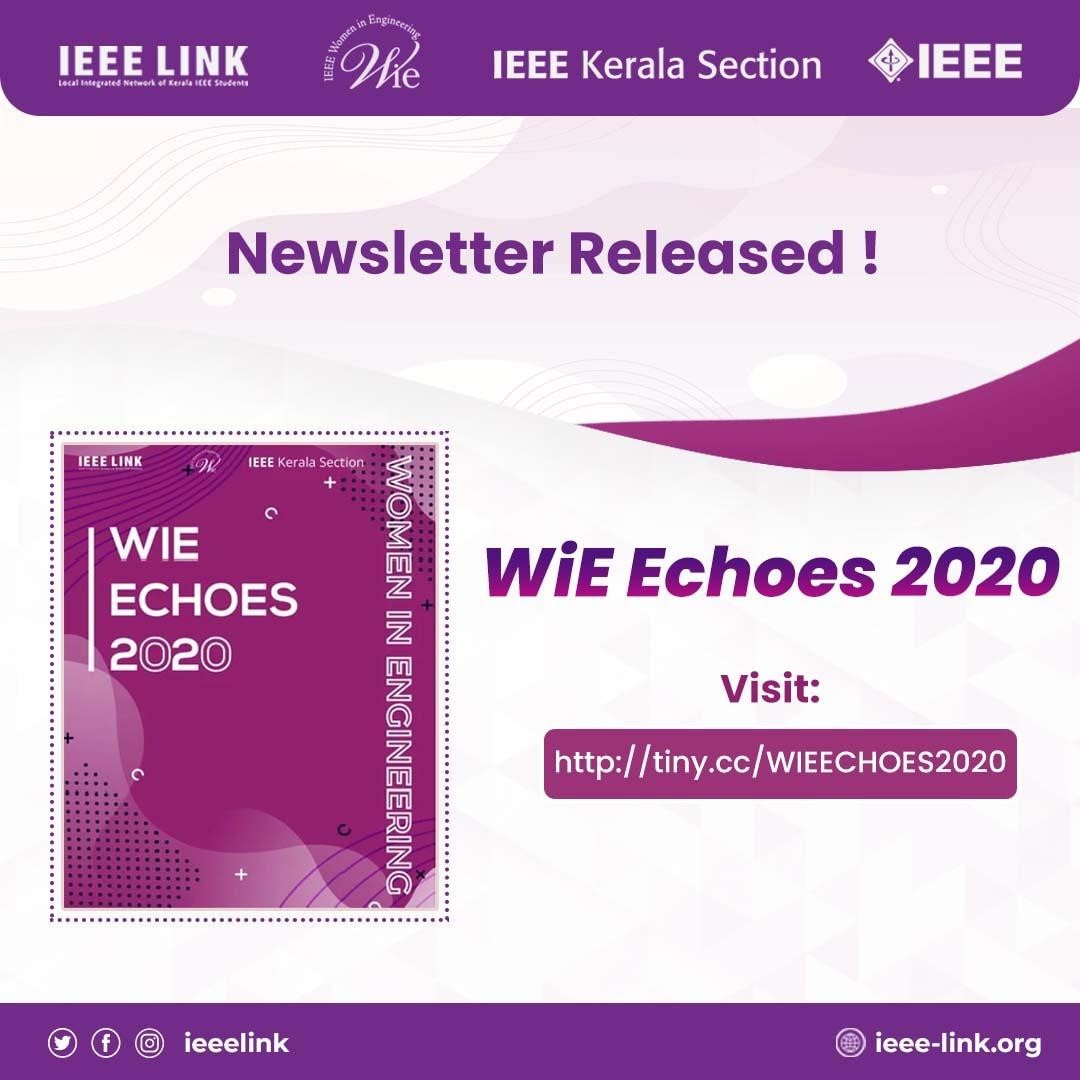 IEEE LINK
Local Integrated Network of Kerala IEEE Students
IEEE Women in Engineering
WiE
IEEE Kerala Section
IEEE
Newsletter Released !
IEEE LINK
IEEE Kerala Section
WIE
ECHOES
2020
WOMEN IN ENGINEERING
WiE Echoes 2020
Visit:
http://tiny.cc/WIEECHOES2020
ieeelink
ieee-link.org